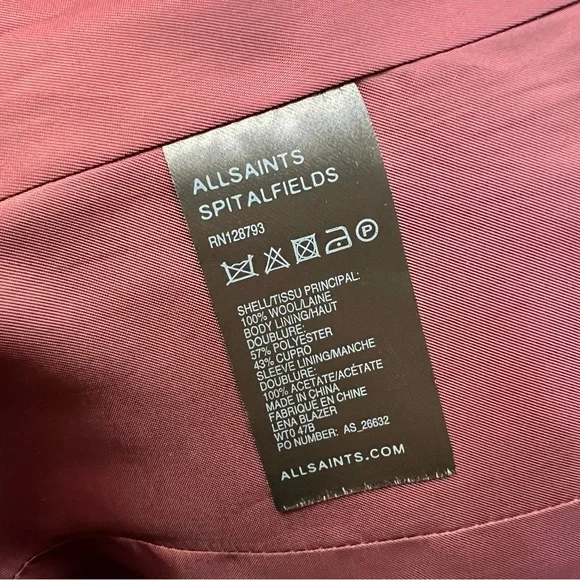 ALLSAINTS
SPITALFIELDS
RN128793
P
SHELL/TISSU PRINCIPAL:
100% WOOL/LAINE
BODY LINING/HAUT
DOUBLURE:
57% POLYESTER
43% CUPRO
SLEEVE LINING/MANCHE
DOUBLURE:
100% ACETATE/ACÉTATE
MADE IN CHINA
FABRIQUÉ EN CHINE
LENA BLAZER
WT0 47B
PO NUMBER: AS_26632
ALLSAINTS.COM